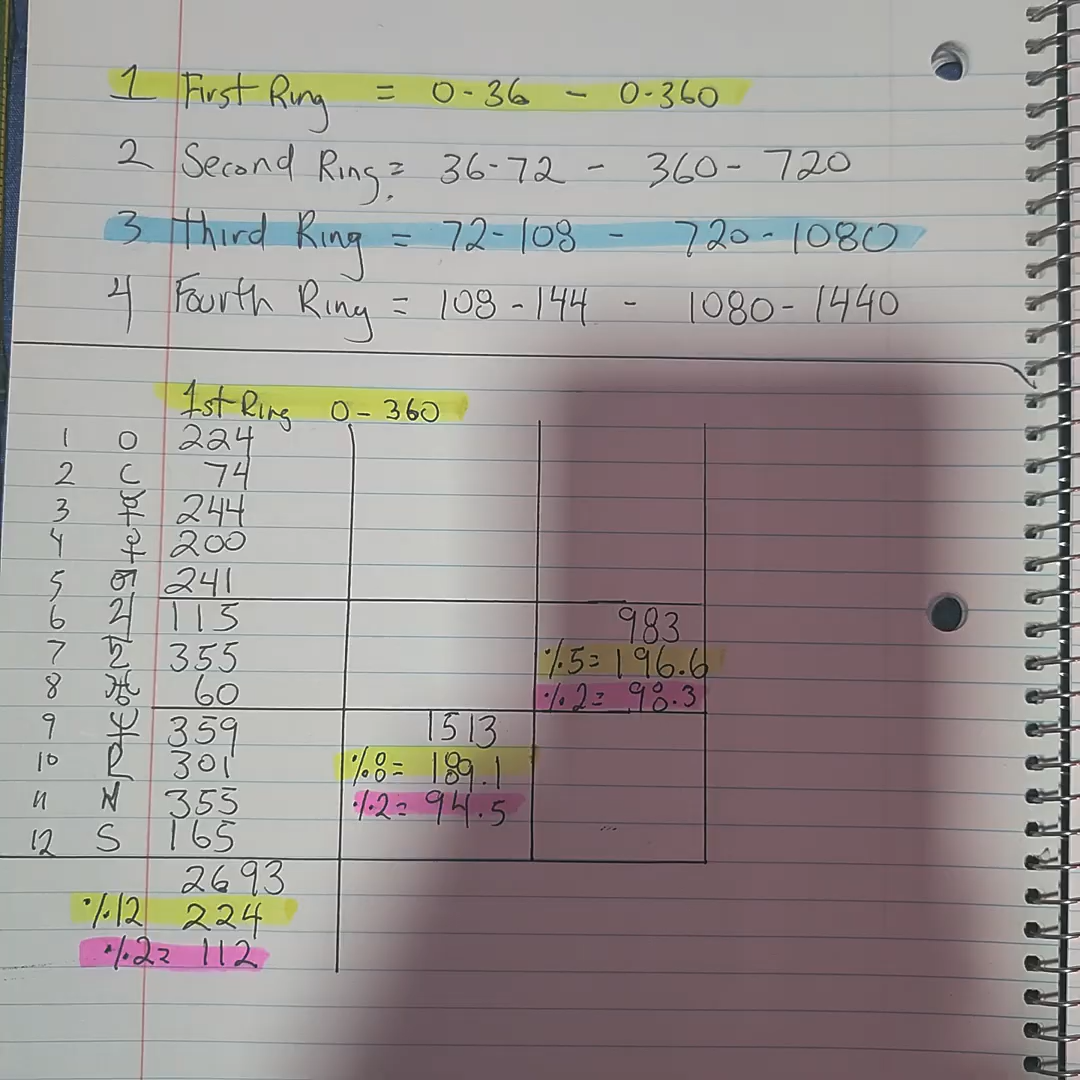 1 First Ring = 0-36 - 0-360
2 Second Ring = 36-72 - 360-720
3 third Ring = 72-108 - 720-1080
4 Fourth Ring = 108-144 - 1080-1440
1st Ring 0-360
1 O 224
2 C 74
3 ☿ 244
4 ♀ 200
5 ♂ 241
6 ♃ 115 983
7 ♄ 355 %5= 196.6
8 ♅ 60 %2= 98.3
9 ♆ 359 1513
10 P 301 %8= 189.1
11 N 355 %2= 94.5
12 S 165
2693
%12 224
%2= 112